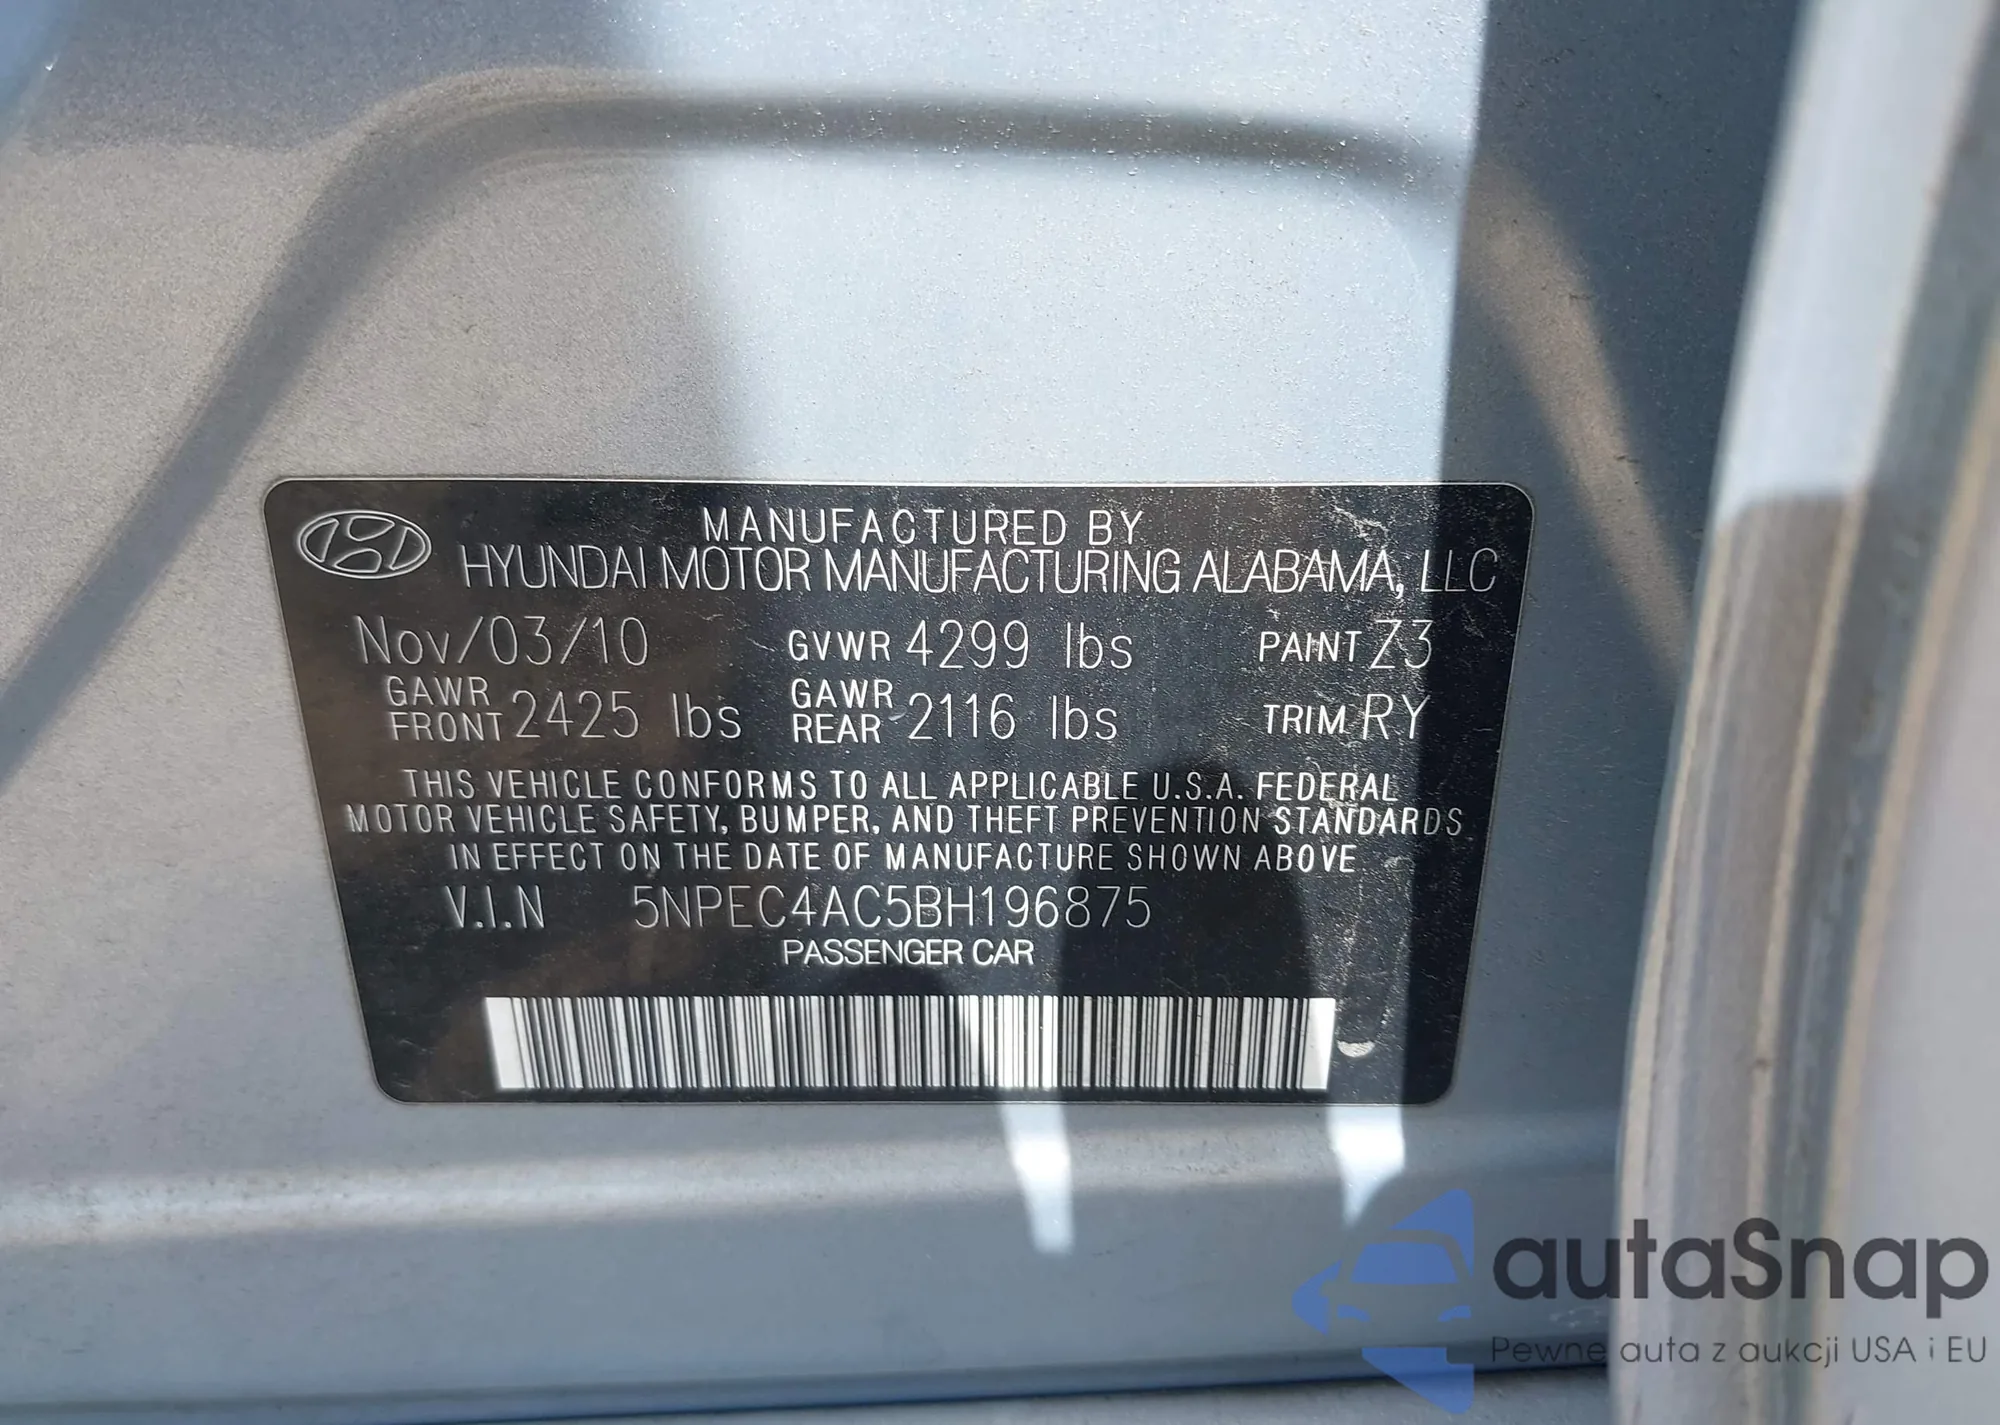 MANUFACTURED BY
HYUNDAI MOTOR MANUFACTURING ALABAMA, LLC
Nov/03/10 GVWR 4299 lbs PAINT Z3
GAWR FRONT 2425 lbs GAWR REAR 2116 lbs TRIM RY
THIS VEHICLE CONFORMS TO ALL APPLICABLE U.S.A. FEDERAL
MOTOR VEHICLE SAFETY, BUMPER, AND THEFT PREVENTION STANDARDS
IN EFFECT ON THE DATE OF MANUFACTURE SHOWN ABOVE
V.I.N 5NPEC4AC5BH196875
PASSENGER CAR
autaSnap
Pewne auta z aukcji USA i EU